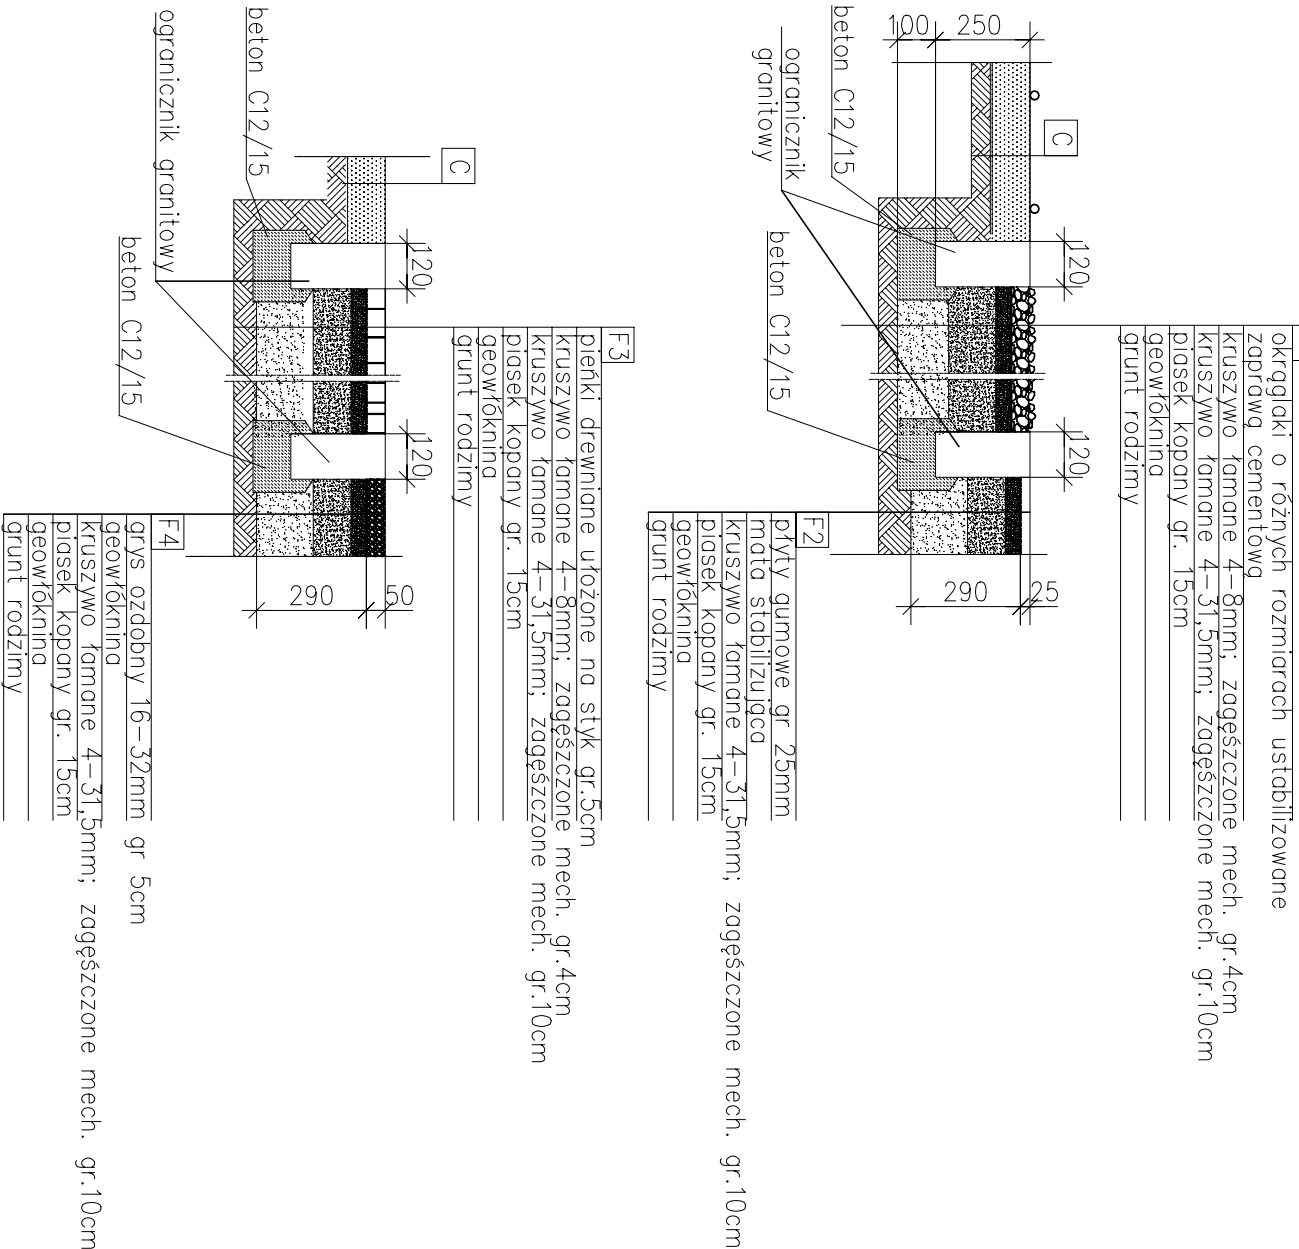 okrąglaki o różnych rozmiarach ustabilizowane
zaprawą cementową
kruszywo łamane 4-8mm; zagęszczone mech. gr.4cm
kruszywo łamane 4-31,5mm; zagęszczone mech. gr.10cm
piasek kopany gr. 15cm
geowłóknina
grunt rodzimy
C
100
250
120
120
beton C12/15
ogranicznik
granitowy
beton C12/15
290
25
F2
płyty gumowe gr 25mm
mata stabilizująca
kruszywo łamane 4-31,5mm; zagęszczone mech. gr.10cm
piasek kopany gr. 15cm
geowłóknina
grunt rodzimy
F3
pieńki drewniane ułożone na styk gr.5cm
kruszywo łamane 4-8mm; zagęszczone mech. gr.4cm
kruszywo łamane 4-31,5mm; zagęszczone mech. gr.10cm
piasek kopany gr. 15cm
geowłóknina
grunt rodzimy
C
120
120
beton C12/15
ogranicznik granitowy
beton C12/15
290
50
F4
grys ozdobny 16-32mm gr 5cm
geowłóknina
kruszywo łamane 4-31,5mm; zagęszczone mech. gr.10cm
piasek kopany gr. 15cm
geowłóknina
grunt rodzimy